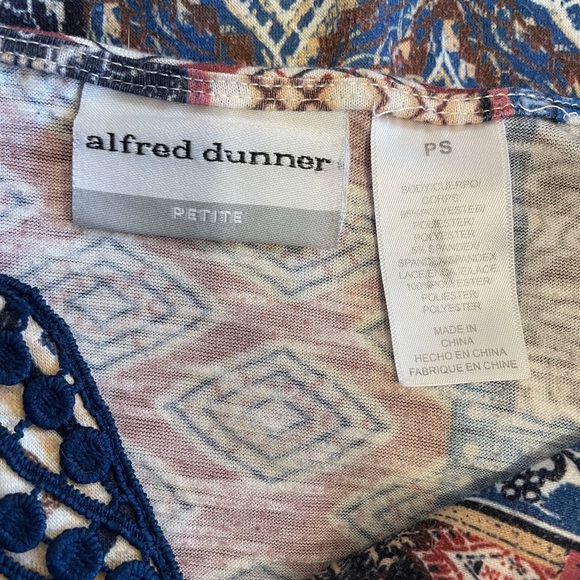 alfred dunner
PETITE
PS
BODY/CUERPO/
CORPS:
95%POLYESTER/
POLIESTER/
POLYESTER
5% SPANDEX/
SPANDEX/SPANDEX
LACE/ENCAJE/LACE:
100%POLYESTER/
POLIESTER/
POLYESTER
MADE IN
CHINA
HECHO EN CHINA
FABRIQUE EN CHINE